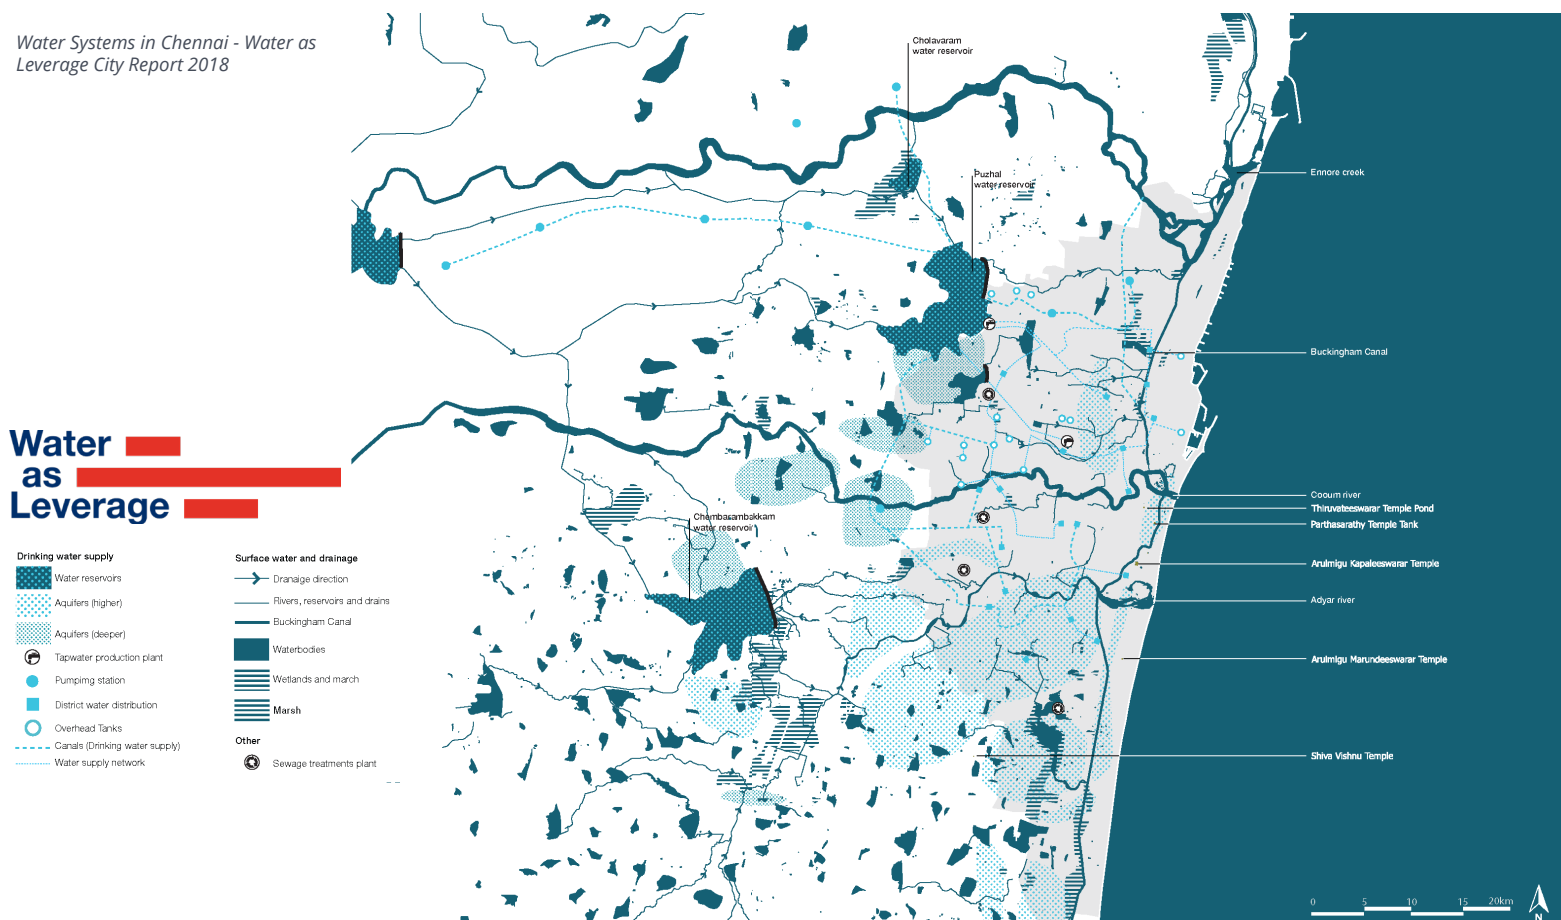 Water Systems in Chennai - Water as
Leverage City Report 2018
Cholavaram
water reservoir
Puzhal
water reservoir
Ennore creek
Buckingham Canal
Water
as
Leverage
Cooum river
Thiruvateeswarar Temple Pond
Parthasarathy Temple Tank
Chembarambakkam
water reservoir
Arulmigu Kapaleeswarar Temple
Adyar river
Arulmigu Marundeeswarar Temple
Shiva Vishnu Temple
Drinking water supply
Water reservoirs
Aquifers (higher)
Aquifers (deeper)
Tapwater production plant
Pumpimg station
District water distribution
Overhead Tanks
Canals (Drinking water supply)
Water supply network
Surface water and drainage
Dranaige direction
Rivers, reservoirs and drains
Buckingham Canal
Waterbodies
Wetlands and march
Marsh
Other
Sewage treatments plant
0 5 10 15 20km
N